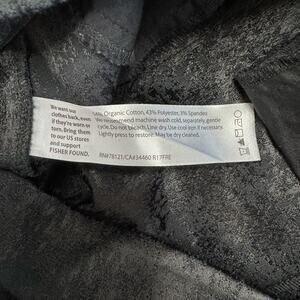 We want our
clothes back, even
if they're worn or
torn. Bring them
to our US stores
and support
FISHER FOUND.
Organic Cotton, 43% Polyester, 3% Spandex
We recommend machine wash cold, separately, gentle
cycle. Do not bleach. Line dry. Use cool iron if necessary.
Lightly press to restore. May be dry cleaned.
RN#78121/CA#34460 R17FRE